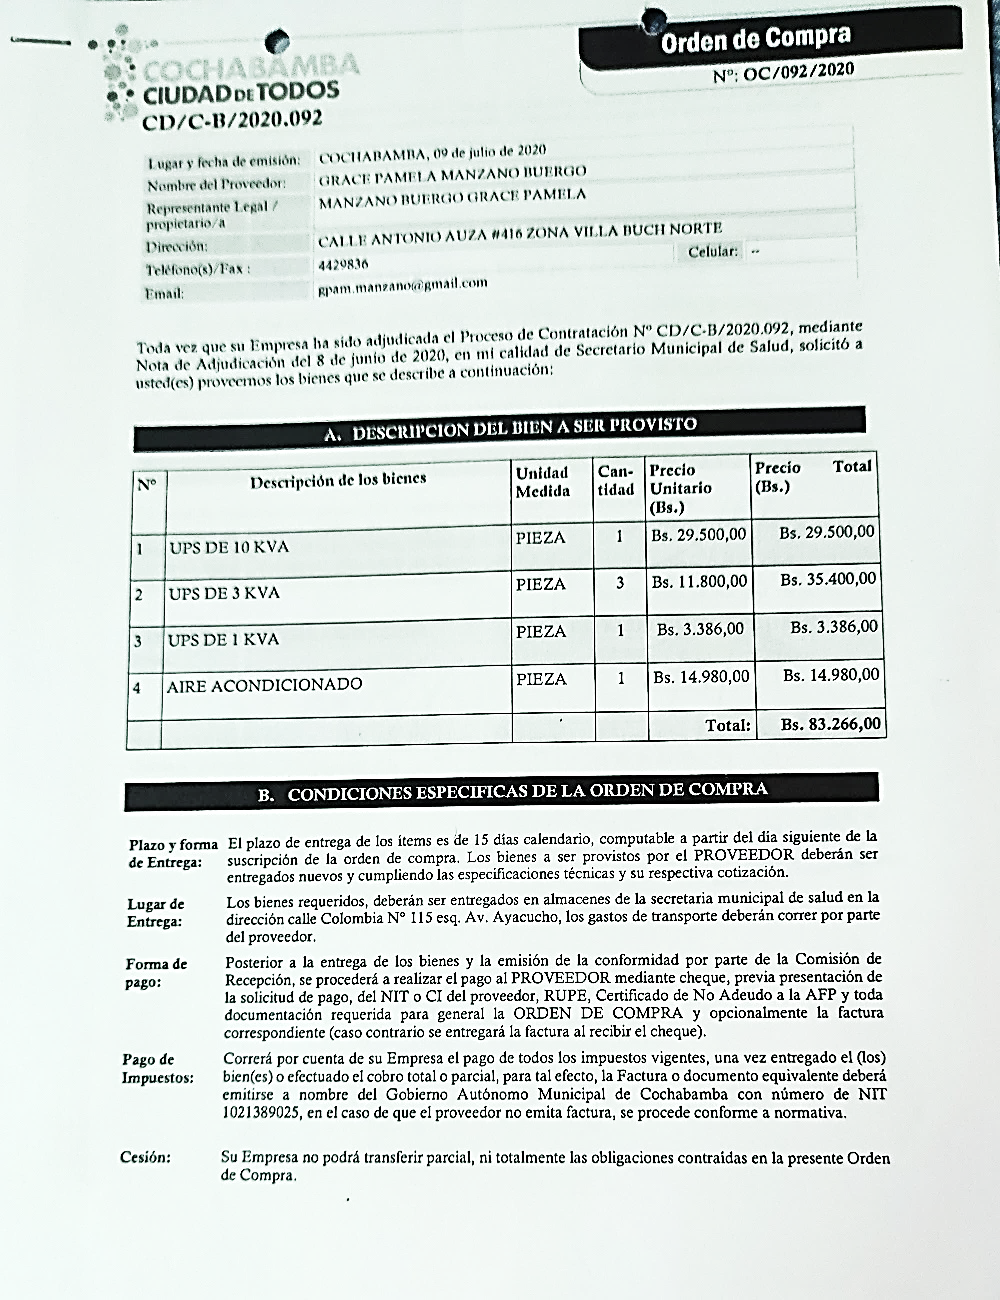 Orden de Compra
Nº: OC/092/2020
COCHABAMBA
CIUDAD DE TODOS
CD/C-B/2020.092
Lugar y fecha de emisión: COCHABAMBA, 09 de julio de 2020
Nombre del Proveedor: GRACE PAMELA MANZANO BUERGO
Representante Legal / propietario/a MANZANO BUERGO GRACE PAMELA
Dirección: CALLE ANTONIO AUZA #416 ZONA VILLA BUCH NORTE
Teléfono(s)/Fax : 4429836 Celular: --
Email: gpam.manzano@gmail.com
Toda vez que su Empresa ha sido adjudicada el Proceso de Contratación Nº CD/C-B/2020.092, mediante
Nota de Adjudicación del 8 de junio de 2020, en mi calidad de Secretario Municipal de Salud, solicitó a
usted(es) proveernos los bienes que se describe a continuación:
A. DESCRIPCION DEL BIEN A SER PROVISTO
Nº Descripción de los bienes Unidad Medida Can-tidad Precio Unitario (Bs.) Precio Total (Bs.)
1 UPS DE 10 KVA PIEZA 1 Bs. 29.500,00 Bs. 29.500,00
2 UPS DE 3 KVA PIEZA 3 Bs. 11.800,00 Bs. 35.400,00
3 UPS DE 1 KVA PIEZA 1 Bs. 3.386,00 Bs. 3.386,00
4 AIRE ACONDICIONADO PIEZA 1 Bs. 14.980,00 Bs. 14.980,00
Total: Bs. 83.266,00
B. CONDICIONES ESPECIFICAS DE LA ORDEN DE COMPRA
Plazo y forma El plazo de entrega de los ítems es de 15 días calendario, computable a partir del dia siguiente de la
de Entrega: suscripción de la orden de compra. Los bienes a ser provistos por el PROVEEDOR deberán ser
entregados nuevos y cumpliendo las especificaciones técnicas y su respectiva cotización.
Lugar de Los bienes requeridos, deberán ser entregados en almacenes de la secretaria municipal de salud en la
Entrega: dirección calle Colombia N° 115 esq. Av. Ayacucho, los gastos de transporte deberán correr por parte
del proveedor.
Forma de Posterior a la entrega de los bienes y la emisión de la conformidad por parte de la Comisión de
pago: Recepción, se procederá a realizar el pago al PROVEEDOR mediante cheque, previa presentación de
la solicitud de pago, del NIT o CI del proveedor, RUPE, Certificado de No Adeudo a la AFP y toda
documentación requerida para general la ORDEN DE COMPRA y opcionalmente la factura
correspondiente (caso contrario se entregará la factura al recibir el cheque).
Pago de Correrá por cuenta de su Empresa el pago de todos los impuestos vigentes, una vez entregado el (los)
Impuestos: bien(es) o efectuado el cobro total o parcial, para tal efecto, la Factura o documento equivalente deberá
emitirse a nombre del Gobierno Autónomo Municipal de Cochabamba con número de NIT
1021389025, en el caso de que el proveedor no emita factura, se procede conforme a normativa.
Cesión: Su Empresa no podrá transferir parcial, ni totalmente las obligaciones contraídas en la presente Orden
de Compra.